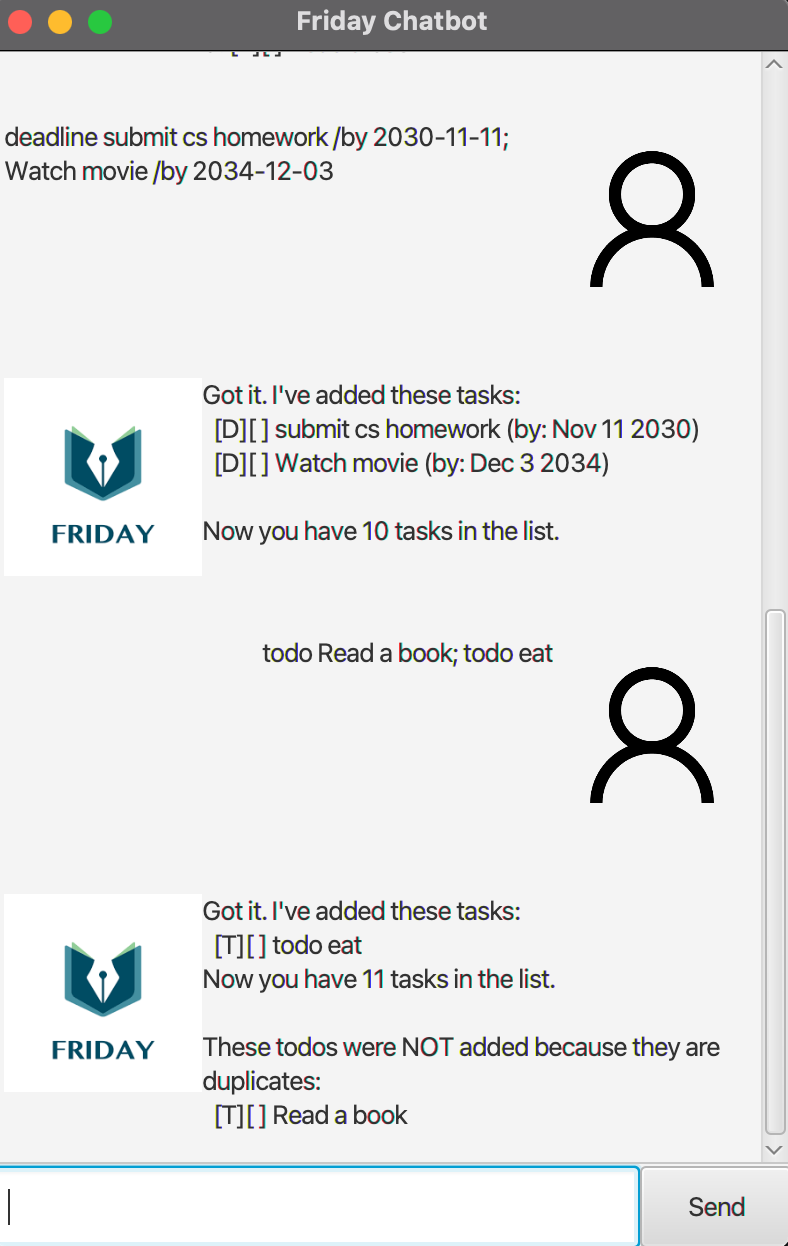 Friday Chatbot
deadline submit cs homework /by 2030-11-11;
Watch movie /by 2034-12-03
Got it. I've added these tasks:
[D][ ] submit cs homework (by: Nov 11 2030)
[D][ ] Watch movie (by: Dec 3 2034)
FRIDAY
Now you have 10 tasks in the list.
todo Read a book; todo eat
Got it. I've added these tasks:
[T][ ] todo eat
Now you have 11 tasks in the list.
FRIDAY
These todos were NOT added because they are
duplicates:
[T][ ] Read a book
Send